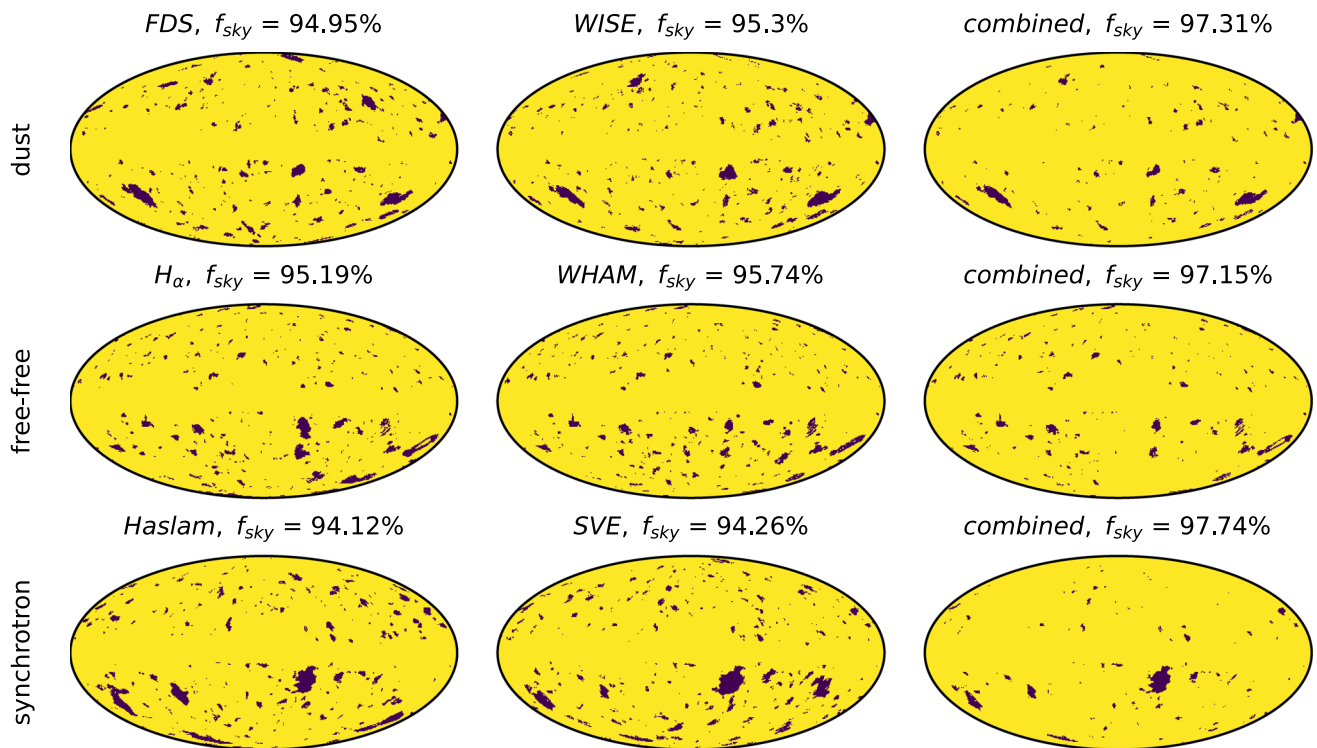 FDS, f_sky = 94.95%
WISE, f_sky = 95.3%
combined, f_sky = 97.31%
dust
H_α, f_sky = 95.19%
WHAM, f_sky = 95.74%
combined, f_sky = 97.15%
free-free
Haslam, f_sky = 94.12%
SVE, f_sky = 94.26%
combined, f_sky = 97.74%
synchrotron